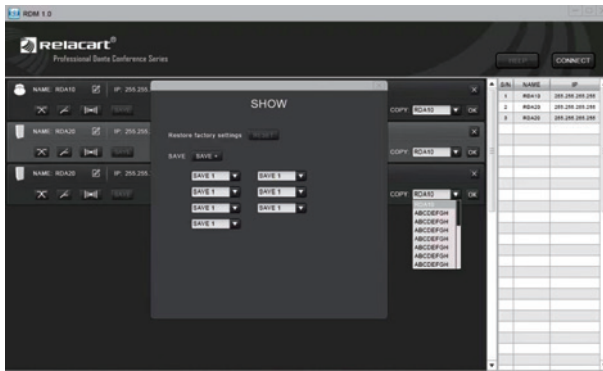 RDM 1.0
Relacart®
Professional Dante Conference Series
HELP
CONNECT
NAME: RDA10 IP: 255.255.
COPY: RDA10 OK
NAME: RDA20 IP: 255.255.
COPY: RDA10 OK
NAME: RDA20 IP: 255.255.
COPY: RDA10 OK
RDA10
ABCDEFGH
ABCDEFGH
ABCDEFGH
ABCDEFGH
ABCDEFGH
ABCDEFGH
ABCDEFGH
SHOW
Restore factory settings RESET
SAVE SAVE +
SAVE 1 SAVE 1
SAVE 1 SAVE 1
SAVE 1 SAVE 1
SAVE 1
S/N NAME IP
1 RDA10 255.255.255.255
2 RDA20 255.255.255.255
3 RDA20 255.255.255.255